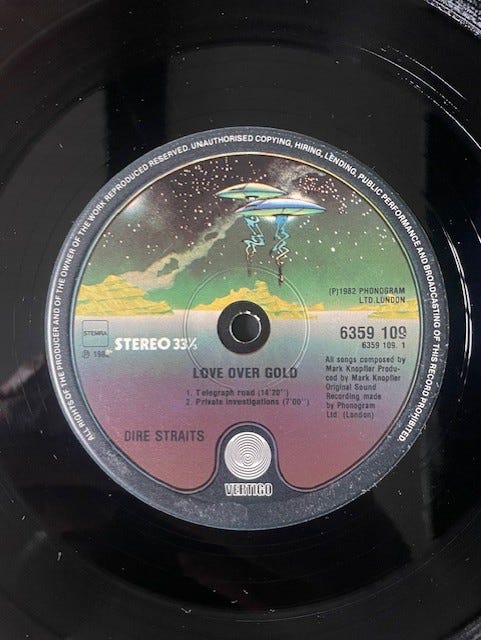 ALL RIGHTS OF THE PRODUCER AND OF THE OWNER OF THE WORK REPRODUCED RESERVED. UNAUTHORISED COPYING, HIRING, LENDING, PUBLIC PERFORMANCE AND BROADCASTING OF THIS RECORD PROHIBITED.
(P)1982 PHONOGRAM
LTD.LONDON
STEMRA
STEREO 33⅓
6359 109
6359 109. 1
℗ 198
LOVE OVER GOLD
1. Telegraph road (14'20'')
2. Private investigations (7'00'')
All songs composed by
Mark Knopfler Produ-
ced by Mark Knopfler
Original Sound
Recording made
by Phonogram
Ltd. (London)
DIRE STRAITS
VERTIGO